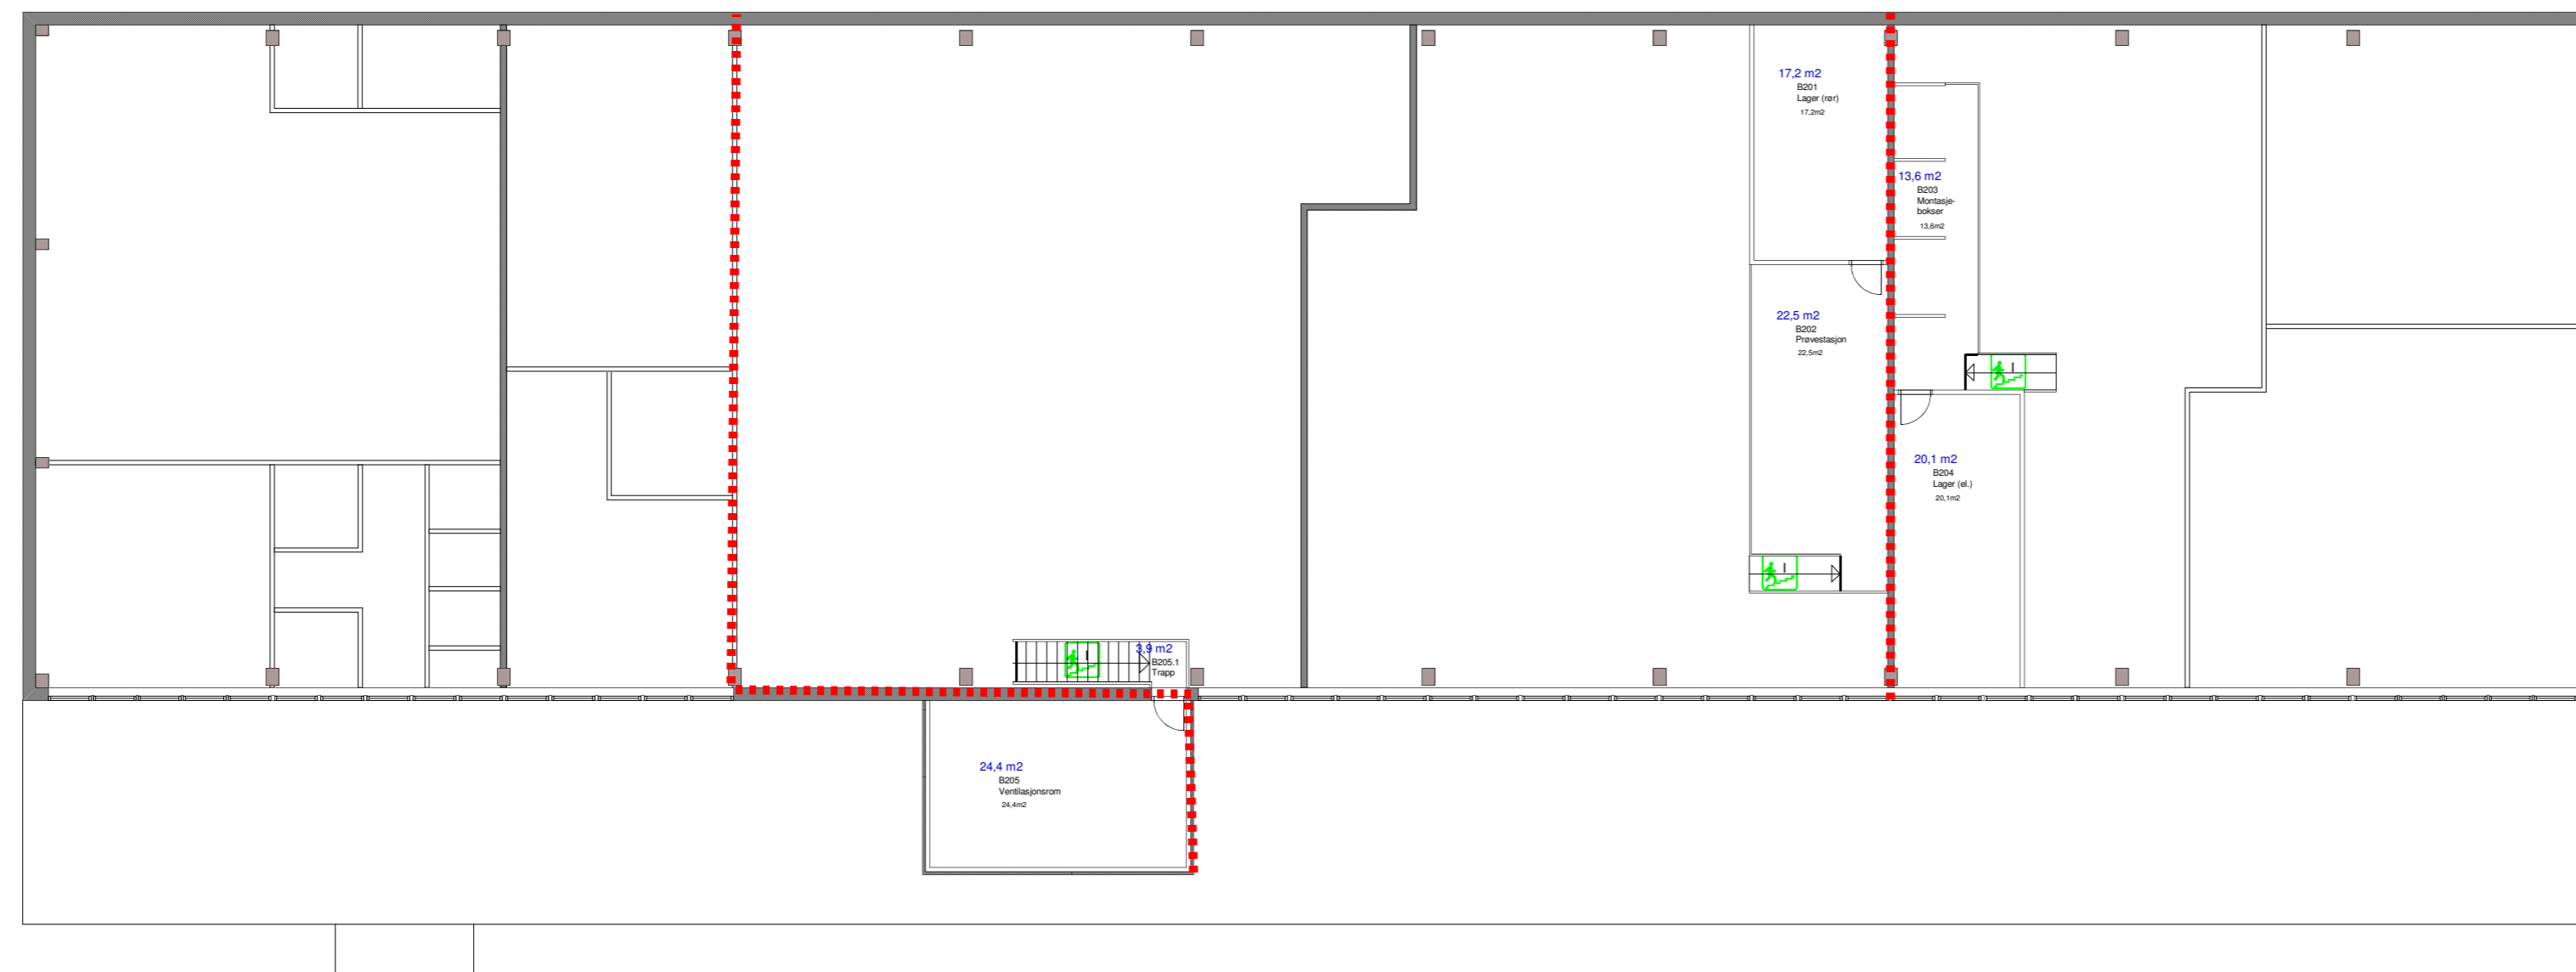 17,2 m2
B201
Lager (rør)
17,2m2
13,6 m2
B203
Montasje-
bokser
13,6m2
22,5 m2
B202
Prøvestasjon
22,5m2
20,1 m2
B204
Lager (el.)
20,1m2
3,9 m2
B205.1
Trapp
24,4 m2
B205
Ventilasjonsrom
24,4m2